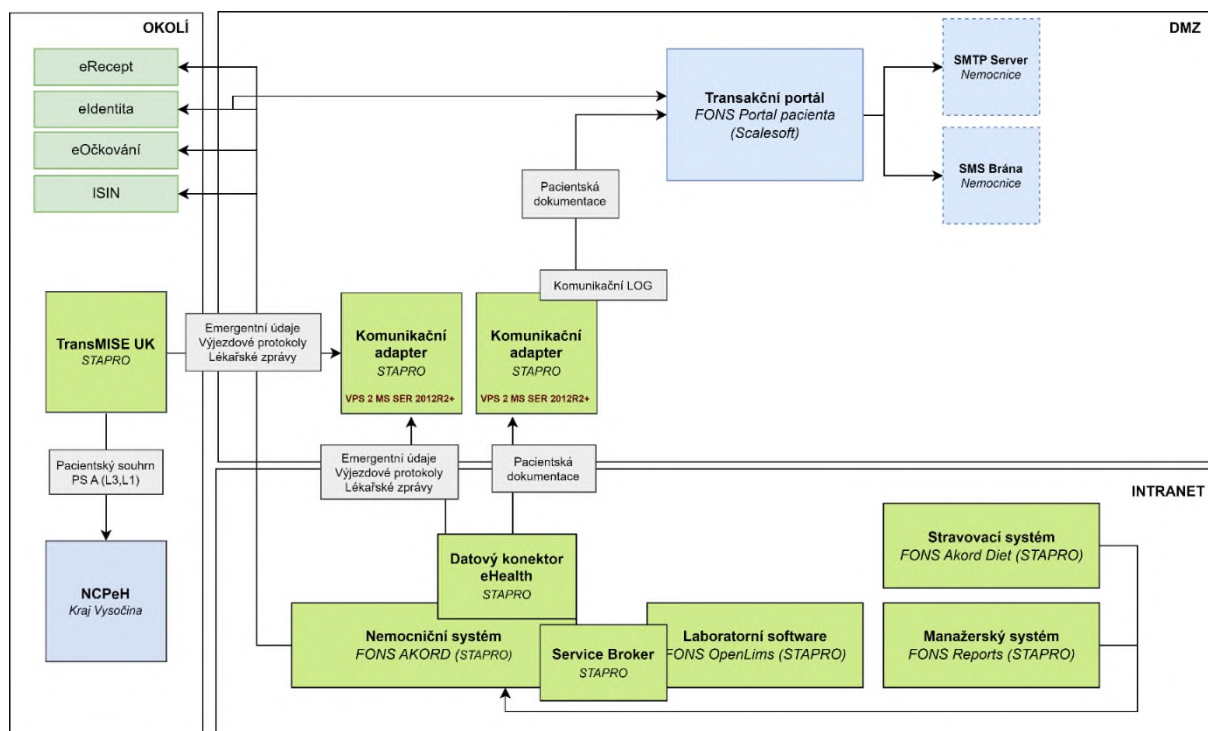 OKOLÍ
eRecept
eIdentita
eOčkování
ISIN
TransMISE UK
STAPRO
Pacientský souhrn
PS A (L3,L1)
NCPeH
Kraj Vysočina
Emergentní údaje
Výjezdové protokoly
Lékařské zprávy
DMZ
Transakční portál
FONS Portal pacienta
(Scalesoft)
SMTP Server
Nemocnice
SMS Brána
Nemocnice
Pacientská
dokumentace
Komunikační LOG
Komunikační
adapter
STAPRO
VPS 2 MS SER 2012R2+
Komunikační
adapter
STAPRO
VPS 2 MS SER 2012R2+
Emergentní údaje
Výjezdové protokoly
Lékařské zprávy
Pacientská
dokumentace
INTRANET
Datový konektor
eHealth
STAPRO
Nemocniční systém
FONS AKORD (STAPRO)
Service Broker
STAPRO
Laboratorní software
FONS OpenLims (STAPRO)
Stravovací systém
FONS Akord Diet (STAPRO)
Manažerský systém
FONS Reports (STAPRO)